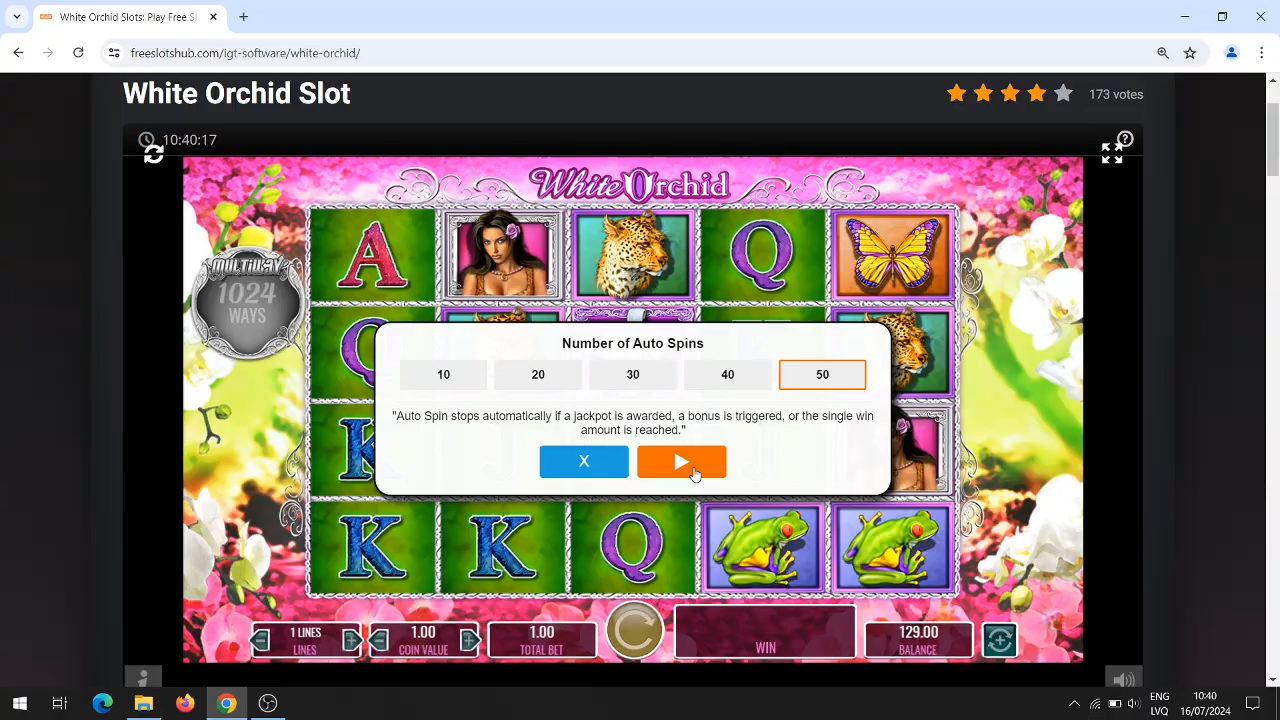 White Orchid Slots: Play Free S
freeslotshub.com/igt-software/white-orchid/
White Orchid Slot
173 votes
10:40:17
White Orchid
MULTIWAY
1024
WAYS
A
Q
Q
K
Number of Auto Spins
10 20 30 40 50
"Auto Spin stops automatically if a jackpot is awarded, a bonus is triggered, or the single win
amount is reached."
X
K K Q
1 LINES
LINES
1.00
COIN VALUE
1.00
TOTAL BET
WIN
129.00
BALANCE
ENG
LVQ
10:40
16/07/2024